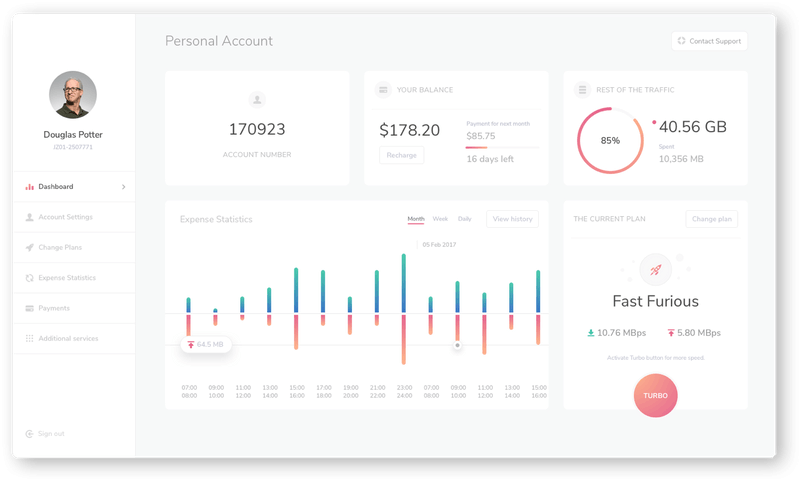 Personal Account
Contact Support
Douglas Potter
I201-2507771
Dashboard
Account Settings
Change Plans
Expense Statistics
Payments
Additional services
Sign out
170923
ACCOUNT NUMBER
YOUR BALANCE
$178.20
Recharge
Payment for next month
$85.75
16 days left
REST OF THE TRAFFIC
85%
40.56 GB
Spent
10,356 MB
Expense Statistics
Month Week Daily
View history
05 Feb 2017
64,5 MB
07:00 09:00 11:00 13:00 15:00 17:00 19:00 21:00 23:00 07:00 09:00 11:00 13:00 15:00
08:00 10:00 12:00 14:00 16:00 18:00 20:00 22:00 24:00 08:00 10:00 12:00 14:00 16:00
THE CURRENT PLAN
Change plan
Fast Furious
10.76 MBps
5.80 MBps
Activate Turbo button for more speed
TURBO